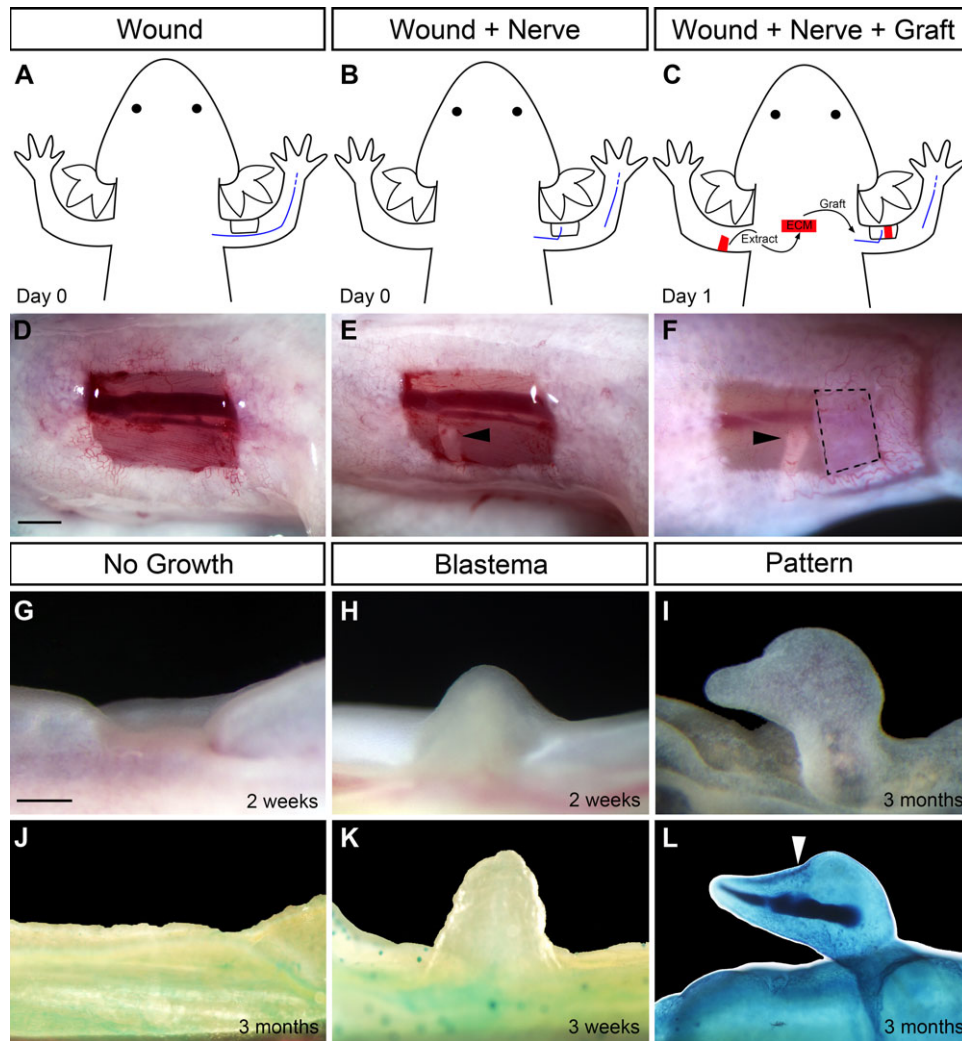 Wound
Wound + Nerve
Wound + Nerve + Graft
A
B
C
Graft
ECM
Extract
Day 0
Day 0
Day 1
D
E
F
No Growth
Blastema
Pattern
G
H
I
2 weeks
2 weeks
3 months
J
K
L
3 months
3 weeks
3 months